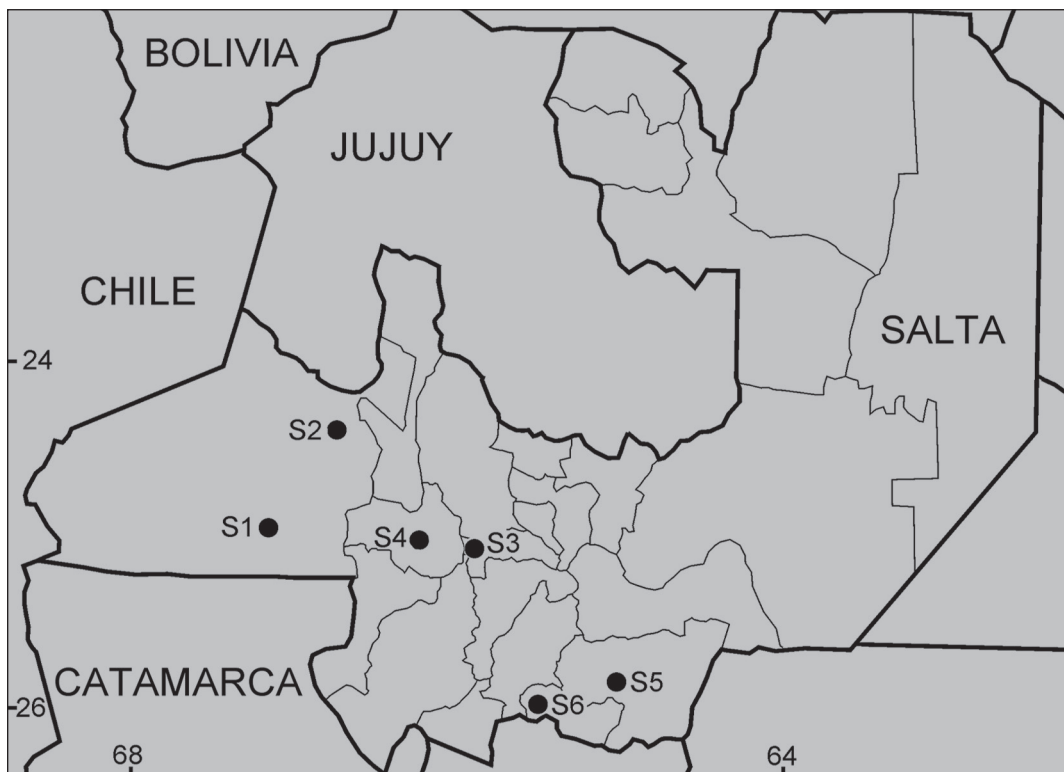 BOLIVIA
JUJUY
CHILE
SALTA
24
S2
S1
S4
S3
CATAMARCA
S5
S6
26
68
64